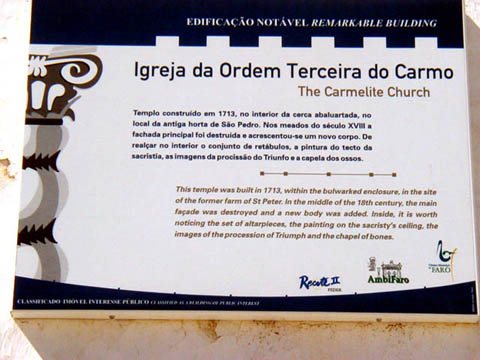 EDIFICAÇÃO NOTÁVEL REMARKABLE BUILDING
Igreja da Ordem Terceira do Carmo
The Carmelite Church
Templo construído em 1713, no interior da cerca abaluartada, no
local da antiga horta de São Pedro. Nos meados do século XVIII a
fachada principal foi destruída e acrescentou-se um novo corpo. De
realçar no interior o conjunto de retábulos, a pintura do tecto da
sacristia, as imagens da procissão do Triunfo e a capela dos ossos.
This temple was built in 1713, within the bulwarked enclosure, in the site
of the former farm of St Peter. In the middle of the 18th century, the main
façade was destroyed and a new body was added. Inside, it is worth
noticing the set of altarpieces, the painting on the sacristy's ceiling, the
images of the procession of Triumph and the chapel of bones.
Recite II
FEDER
AmbiFaro
FARO
CLASSIFICADO IMÓVEL INTERESSE PÚBLICO CLASSIFIED AS A BUILDING OF PUBLIC INTEREST